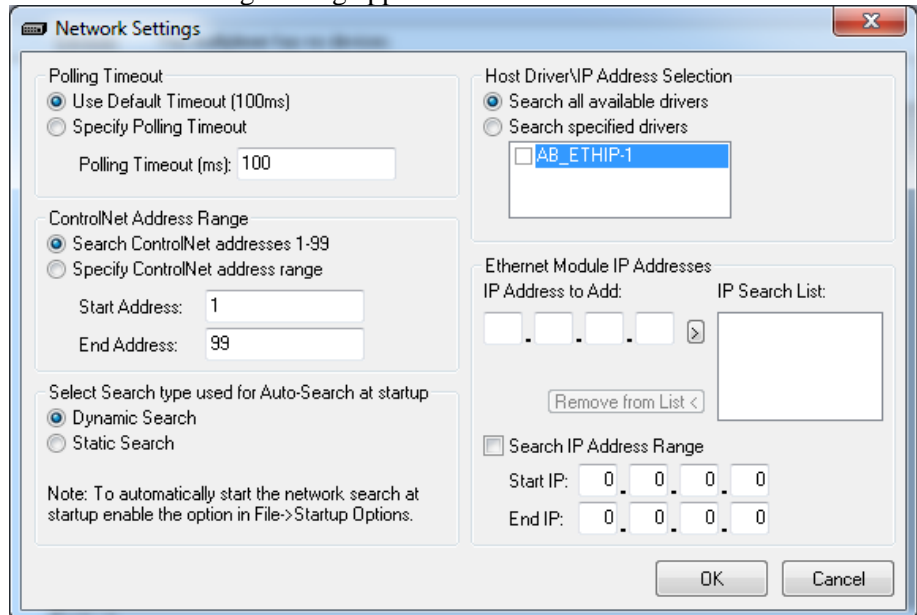 Network Settings
Polling Timeout
Use Default Timeout (100ms)
Specify Polling Timeout
Polling Timeout (ms): 100
ControlNet Address Range
Search ControlNet addresses 1-99
Specify ControlNet address range
Start Address: 1
End Address: 99
Select Search type used for Auto-Search at startup
Dynamic Search
Static Search
Note: To automatically start the network search at
startup enable the option in File->Startup Options.
Host Driver\IP Address Selection
Search all available drivers
Search specified drivers
AB_ETHIP-1
Ethernet Module IP Addresses
IP Address to Add: IP Search List:
. . . >
Remove from List <
Search IP Address Range
Start IP: 0 . 0 . 0 . 0
End IP: 0 . 0 . 0 . 0
OK Cancel